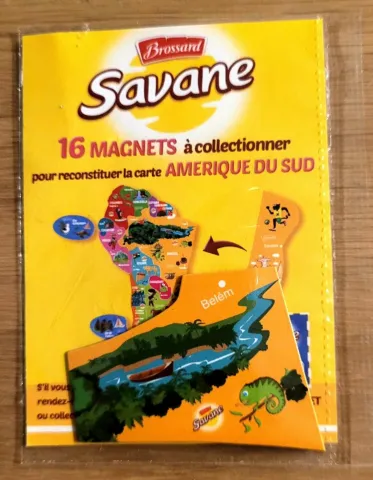 Brossard
Savane
16 MAGNETS à collectionner
pour reconstituer la carte AMERIQUE DU SUD
Belém
S'il vous
rendez-
ET
ou collec
Savane